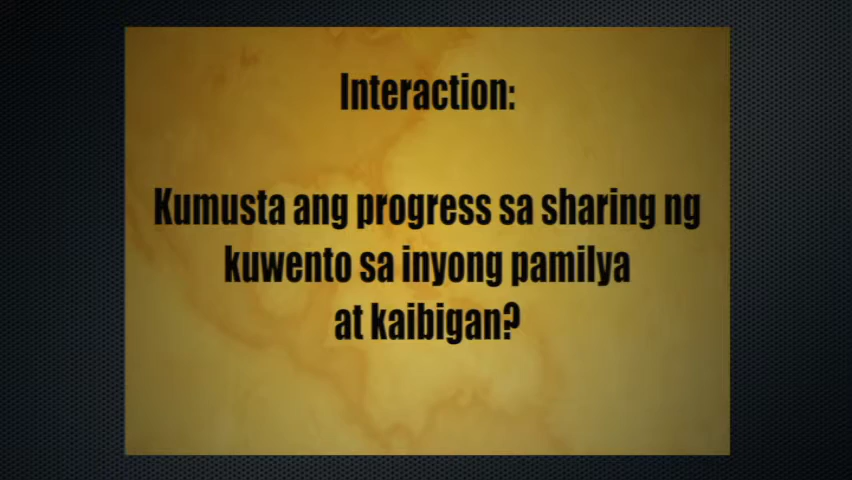 Interaction:
Kumusta ang progress sa sharing ng
kuwento sa inyong pamilya
at kaibigan?